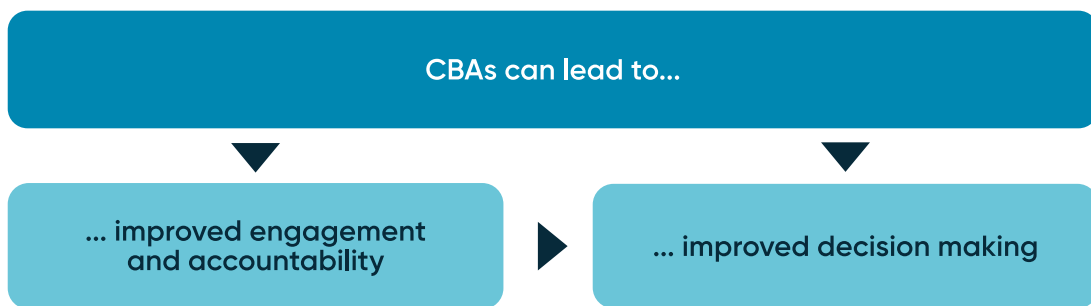 CBAs can lead to...
... improved engagement
and accountability
... improved decision making